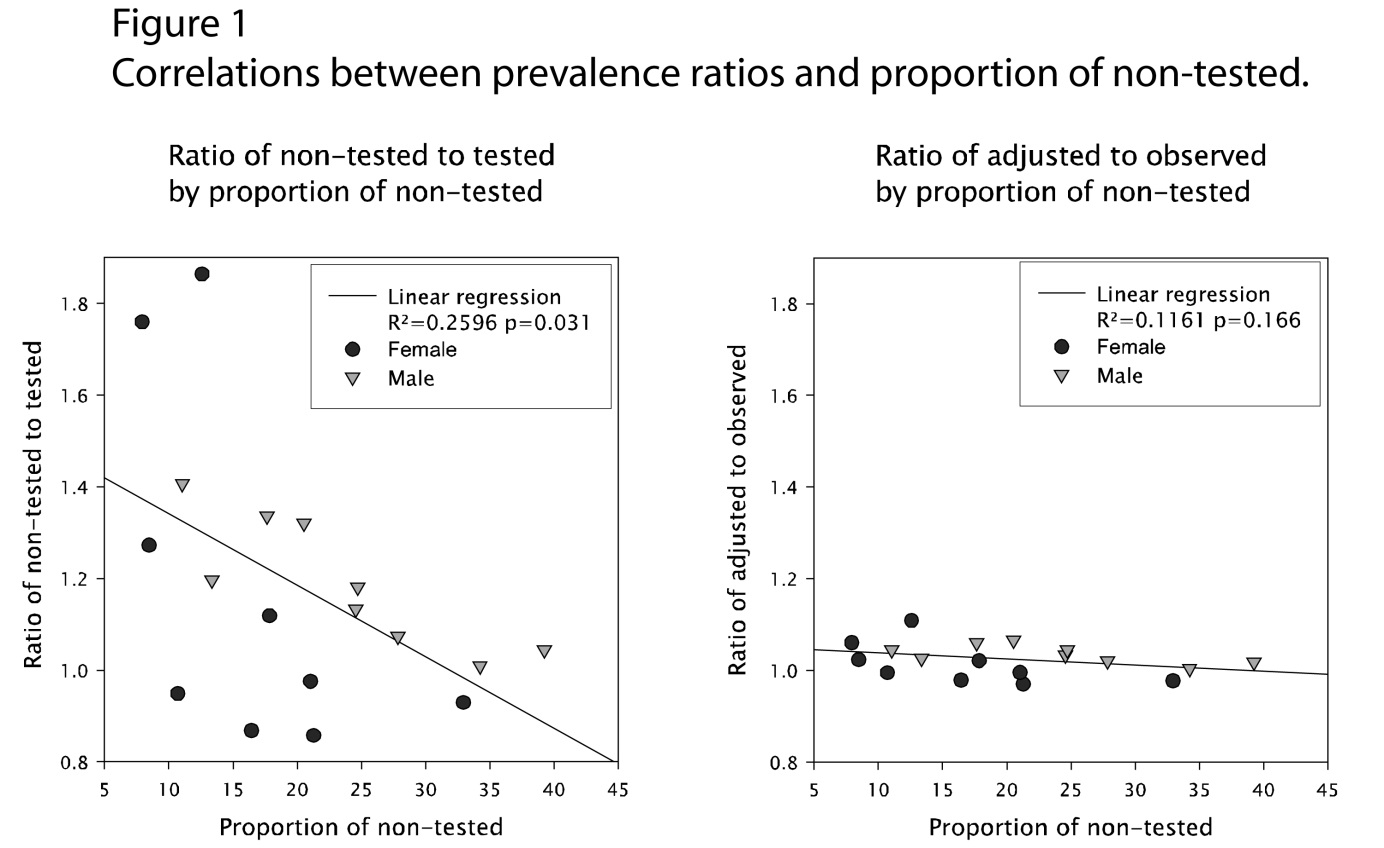 Figure 1
Correlations between prevalence ratios and proportion of non-tested.
Ratio of non-tested to tested
by proportion of non-tested
Ratio of non-tested to tested
1.8
1.6
1.4
1.2
1.0
0.8
Linear regression
R²=0.2596 p=0.031
Female
Male
5 10 15 20 25 30 35 40 45
Proportion of non-tested
Ratio of adjusted to observed
by proportion of non-tested
Ratio of adjusted to observed
1.8
1.6
1.4
1.2
1.0
0.8
Linear regression
R²=0.1161 p=0.166
Female
Male
5 10 15 20 25 30 35 40 45
Proportion of non-tested